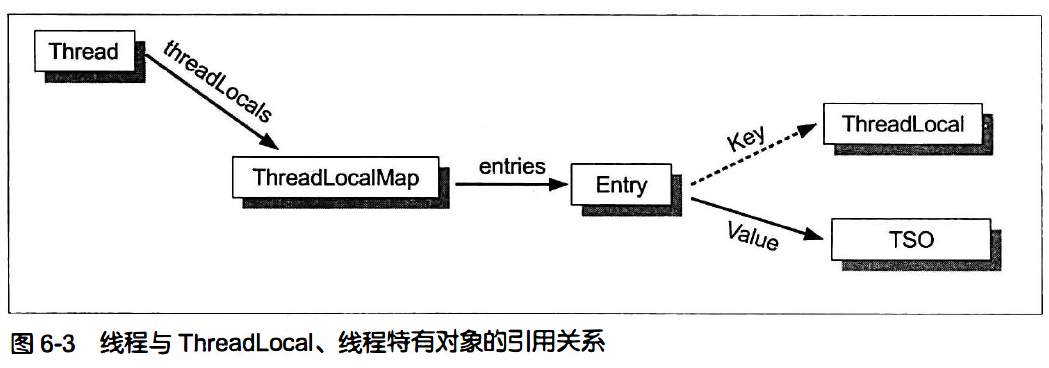 Thread
threadLocals
ThreadLocalMap
entries
Entry
Key
ThreadLocal
Value
TSO
图 6-3 线程与 ThreadLocal、线程特有对象的引用关系